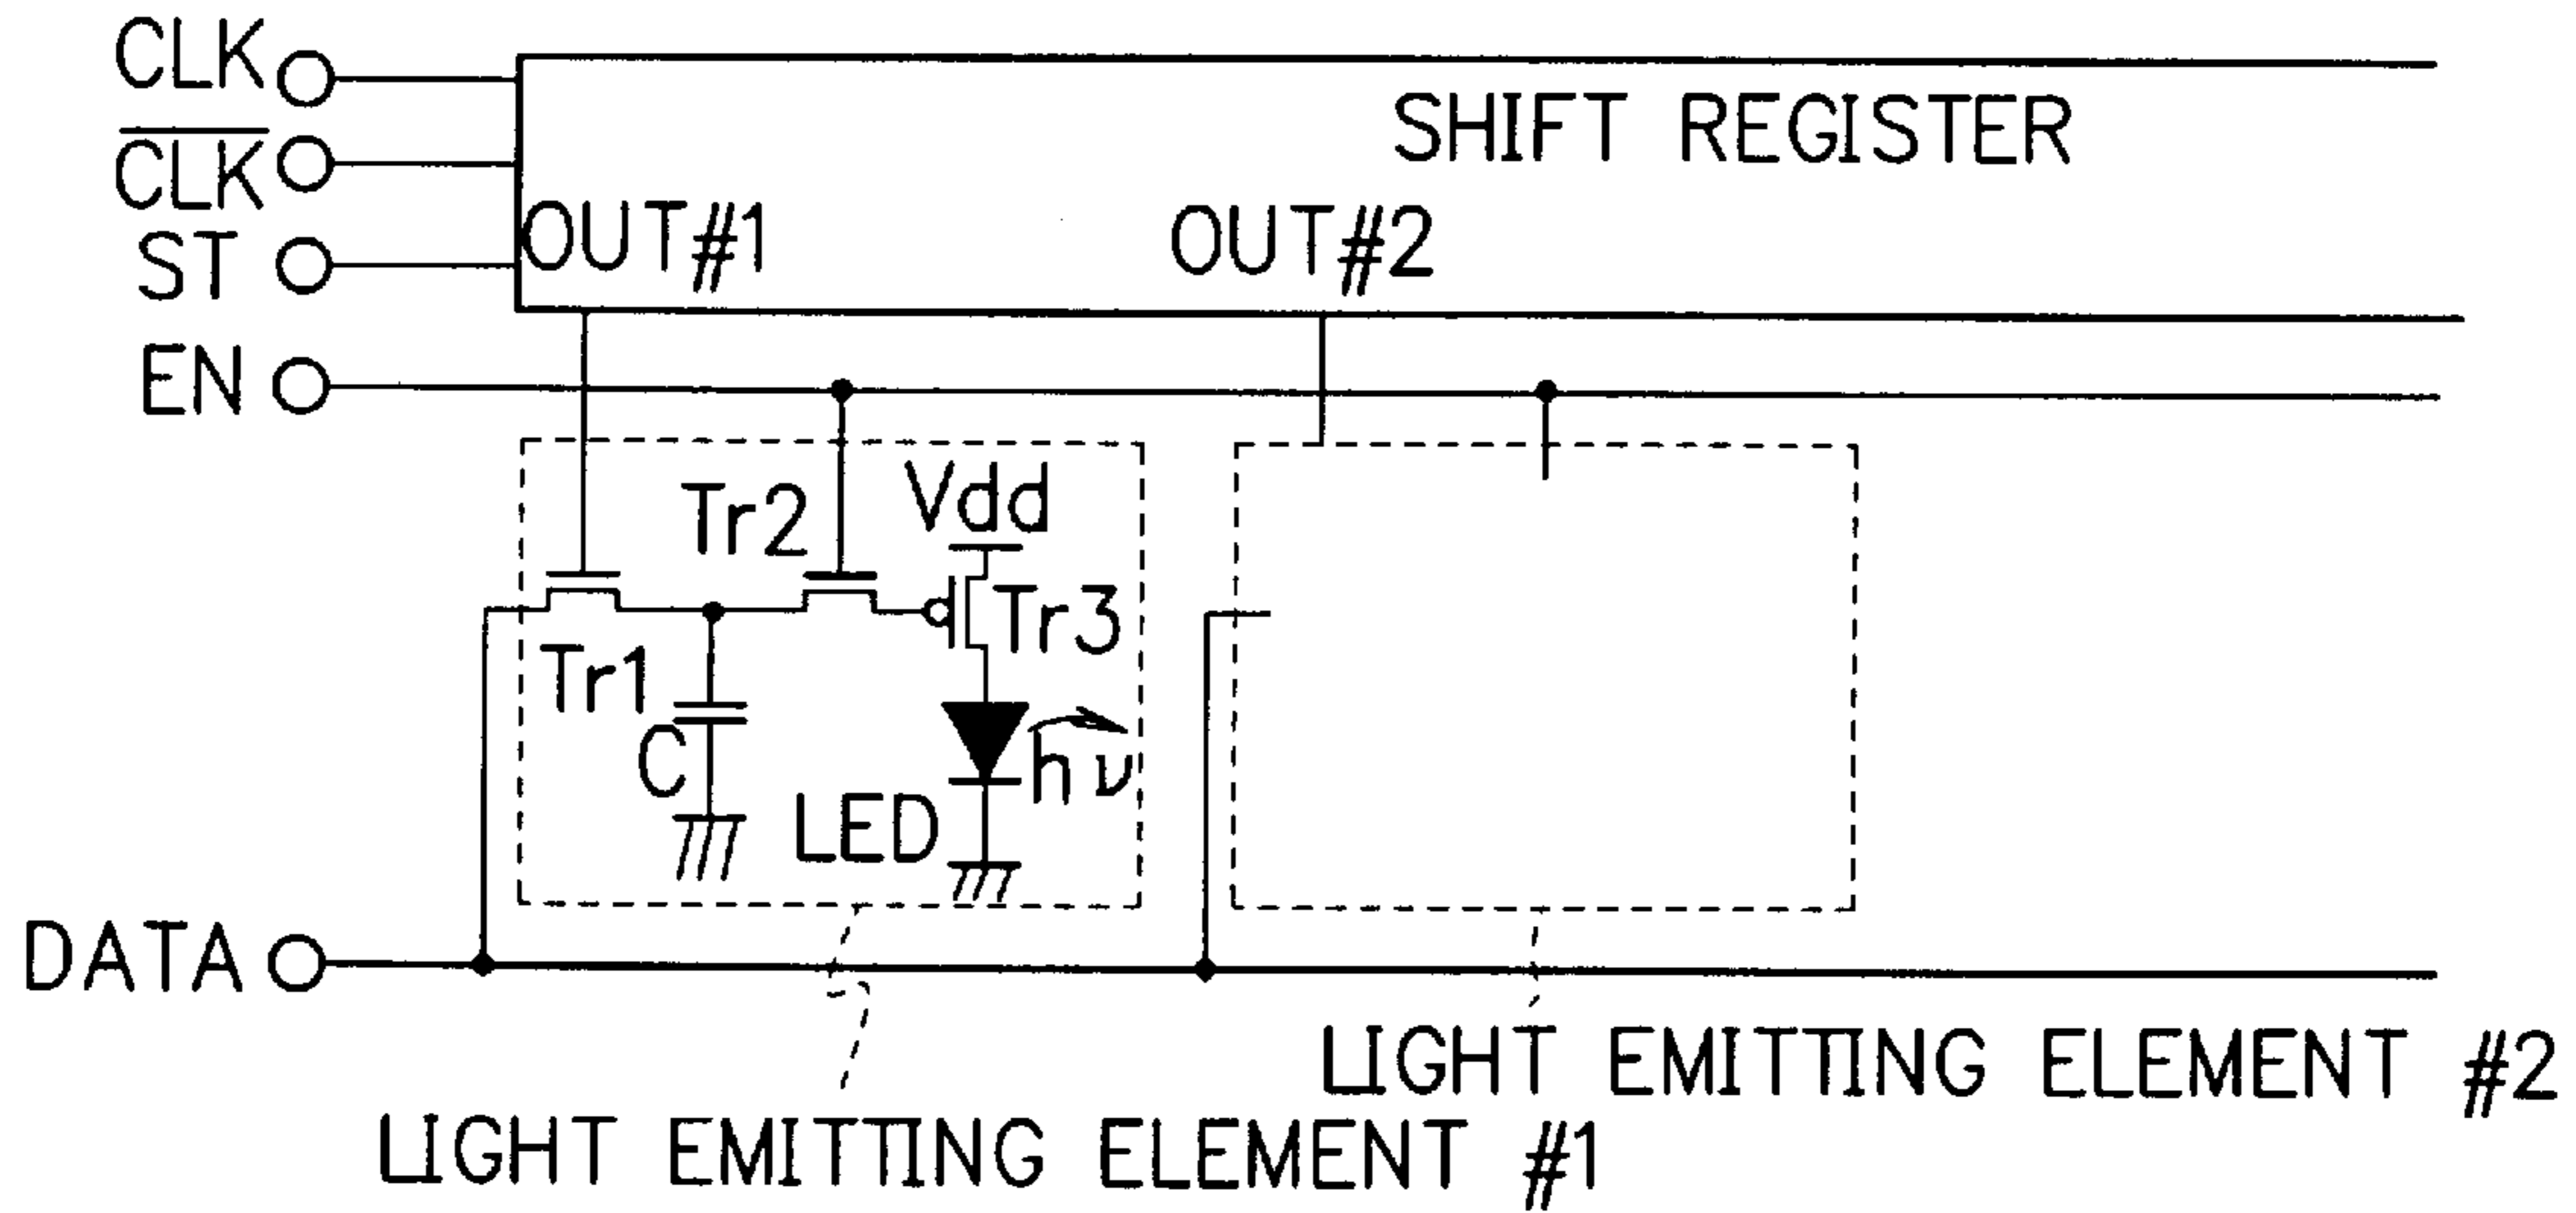 CLK
SHIFT REGISTER
C̅L̅K̅
OUT#1
OUT#2
ST
EN
Vdd
Tr2
Tr3
Tr1
C
hν
LED
DATA
LIGHT EMITTING ELEMENT #2
LIGHT EMITTING ELEMENT #1